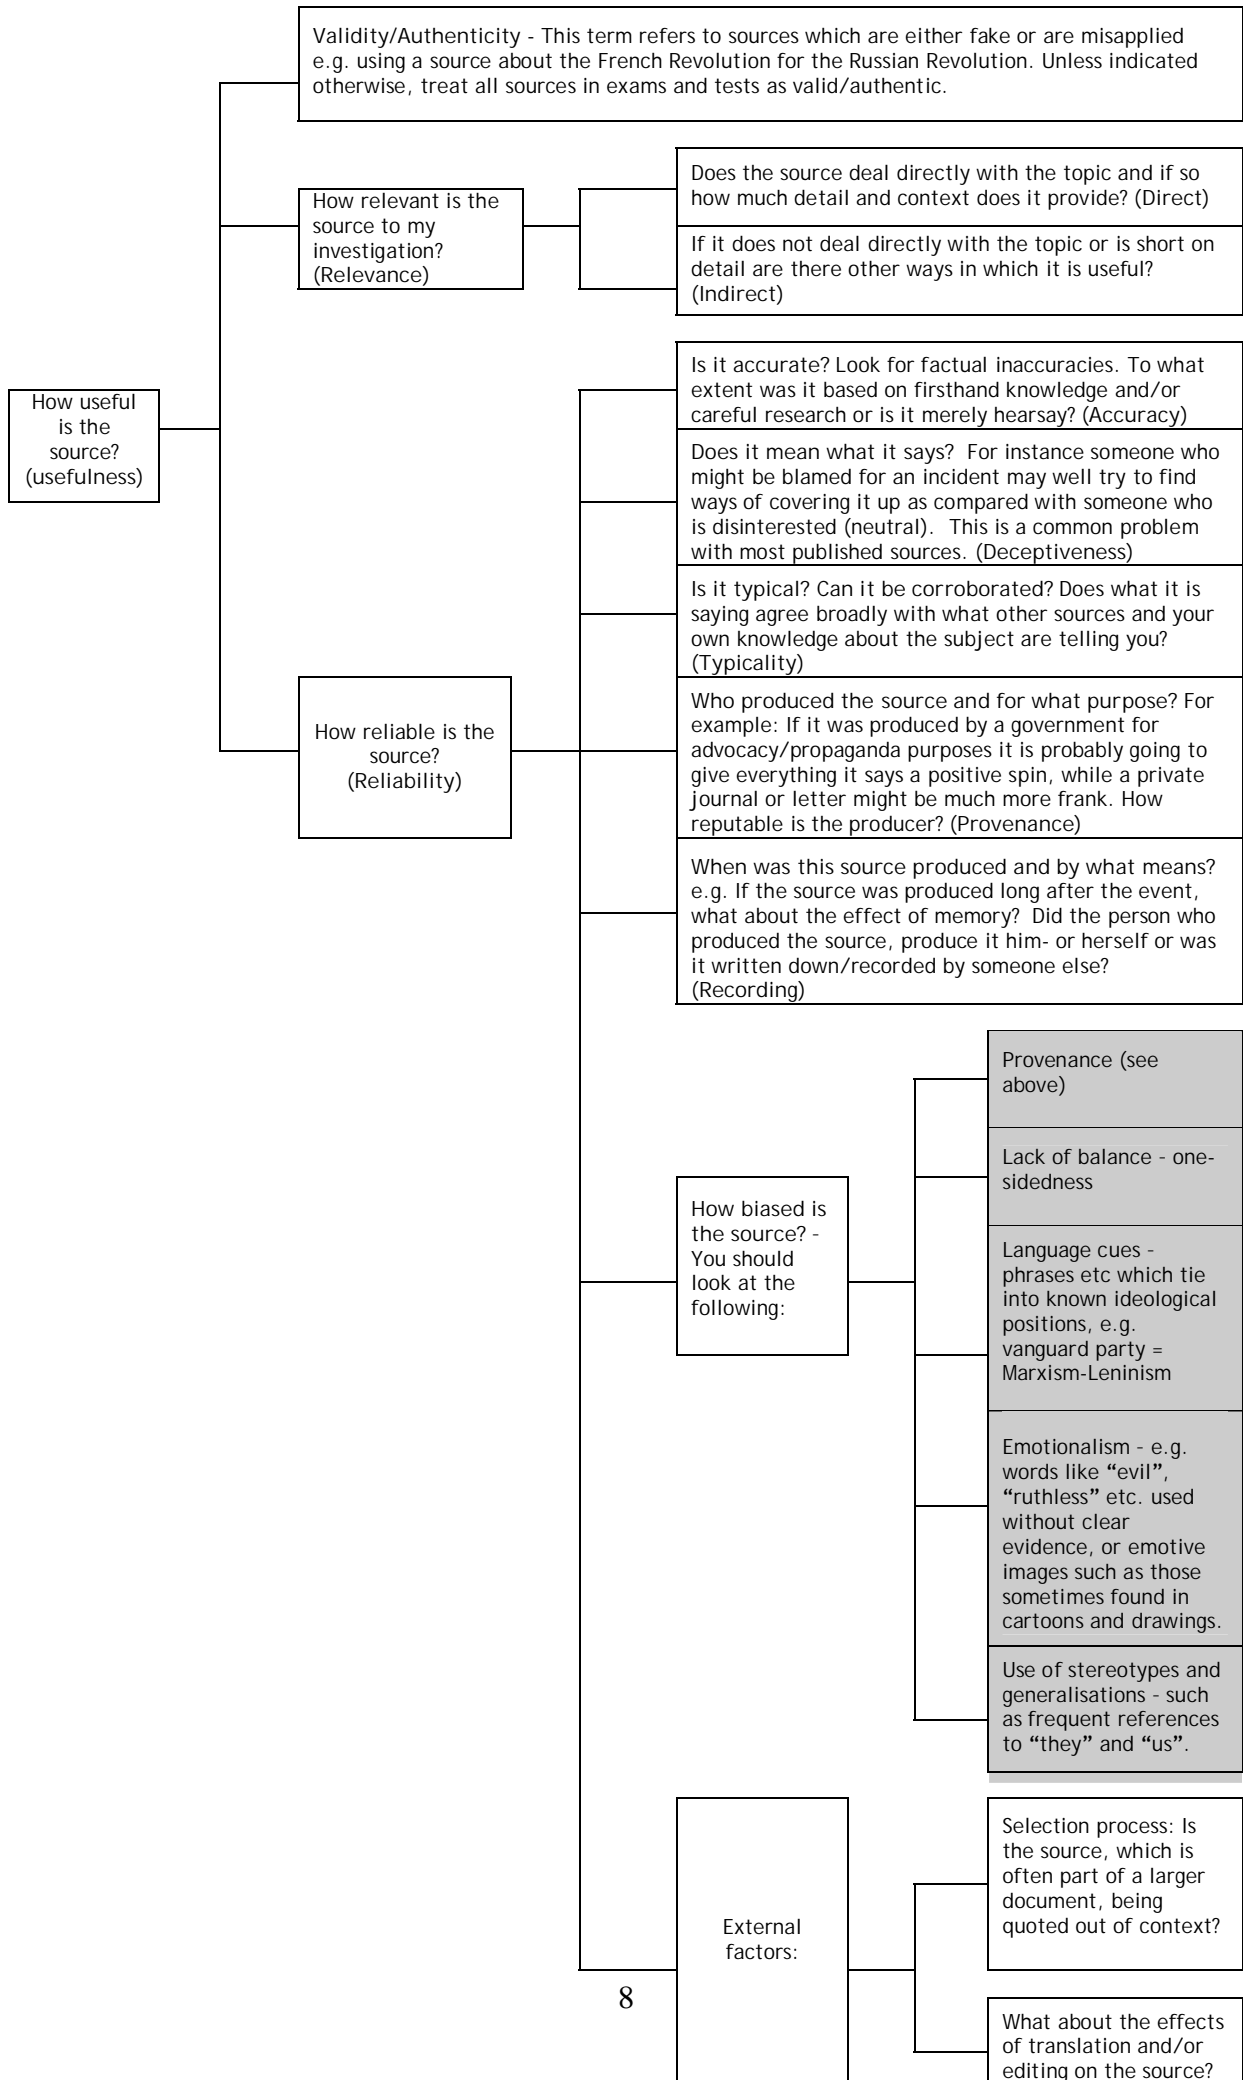 Validity/Authenticity - This term refers to sources which are either fake or are misapplied
e.g. using a source about the French Revolution for the Russian Revolution. Unless indicated
otherwise, treat all sources in exams and tests as valid/authentic.
How relevant is the
source to my
investigation?
(Relevance)
Does the source deal directly with the topic and if so
how much detail and context does it provide? (Direct)
If it does not deal directly with the topic or is short on
detail are there other ways in which it is useful?
(Indirect)
How useful
is the
source?
(usefulness)
Is it accurate? Look for factual inaccuracies. To what
extent was it based on firsthand knowledge and/or
careful research or is it merely hearsay? (Accuracy)
Does it mean what it says?  For instance someone who
might be blamed for an incident may well try to find
ways of covering it up as compared with someone who
is disinterested (neutral).  This is a common problem
with most published sources. (Deceptiveness)
Is it typical? Can it be corroborated? Does what it is
saying agree broadly with what other sources and your
own knowledge about the subject are telling you?
(Typicality)
How reliable is the
source?
(Reliability)
Who produced the source and for what purpose? For
example: If it was produced by a government for
advocacy/propaganda purposes it is probably going to
give everything it says a positive spin, while a private
journal or letter might be much more frank. How
reputable is the producer? (Provenance)
When was this source produced and by what means?
e.g. If the source was produced long after the event,
what about the effect of memory?  Did the person who
produced the source, produce it him- or herself or was
it written down/recorded by someone else?
(Recording)
How biased is
the source? -
You should
look at the
following:
Provenance (see
above)
Lack of balance - one-
sidedness
Language cues -
phrases etc which tie
into known ideological
positions, e.g.
vanguard party =
Marxism-Leninism
Emotionalism - e.g.
words like “evil”,
“ruthless” etc. used
without clear
evidence, or emotive
images such as those
sometimes found in
cartoons and drawings.
Use of stereotypes and
generalisations - such
as frequent references
to “they” and “us”.
External
factors:
Selection process: Is
the source, which is
often part of a larger
document, being
quoted out of context?
What about the effects
of translation and/or
editing on the source?
8